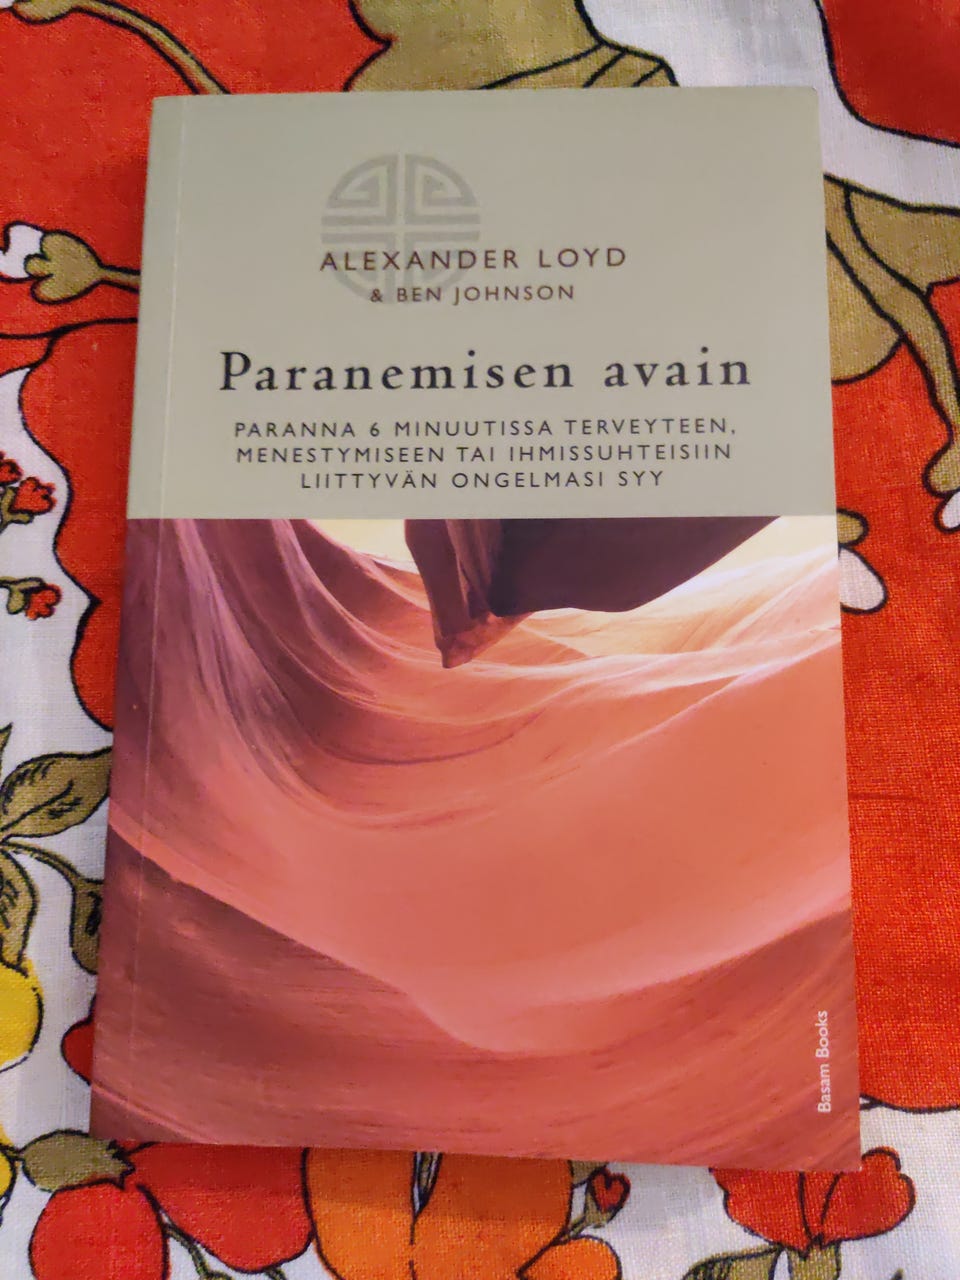 ALEXANDER LOYD
& BEN JOHNSON
Paranemisen avain
PARANNA 6 MINUUTISSA TERVEYTEEN,
MENESTYMISEEN TAI IHMISSUHTEISIIN
LIITTYVÄN ONGELMASI SYY
Basam Books